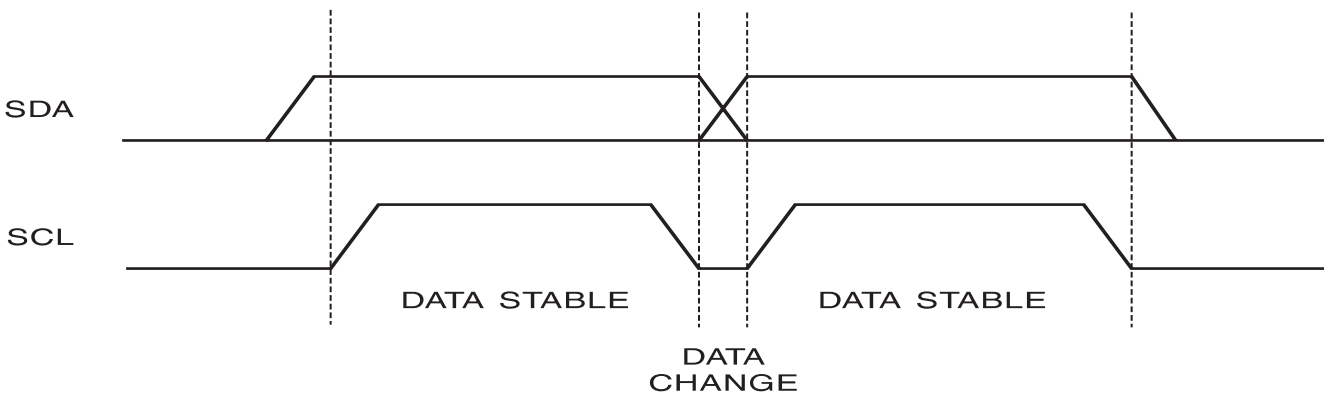 SDA
SCL
DATA STABLE
DATA STABLE
DATA
CHANGE